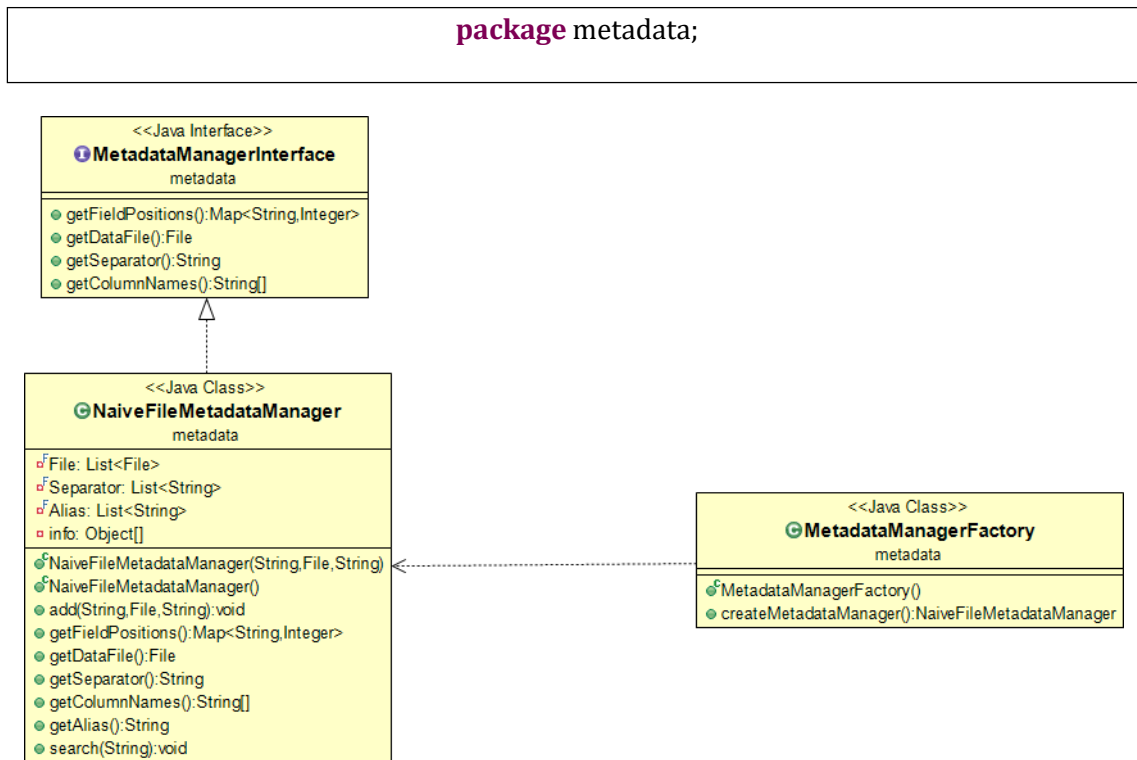 package metadata;
<<Java Interface>>
MetadataManagerInterface
metadata
getFieldPositions():Map<String,Integer>
getDataFile():File
getSeparator():String
getColumnNames():String[]
<<Java Class>>
NaiveFileMetadataManager
metadata
File: List<File>
Separator: List<String>
Alias: List<String>
info: Object[]
NaiveFileMetadataManager(String,File,String)
NaiveFileMetadataManager()
add(String,File,String):void
getFieldPositions():Map<String,Integer>
getDataFile():File
getSeparator():String
getColumnNames():String[]
getAlias():String
search(String):void
<<Java Class>>
MetadataManagerFactory
metadata
MetadataManagerFactory()
createMetadataManager():NaiveFileMetadataManager